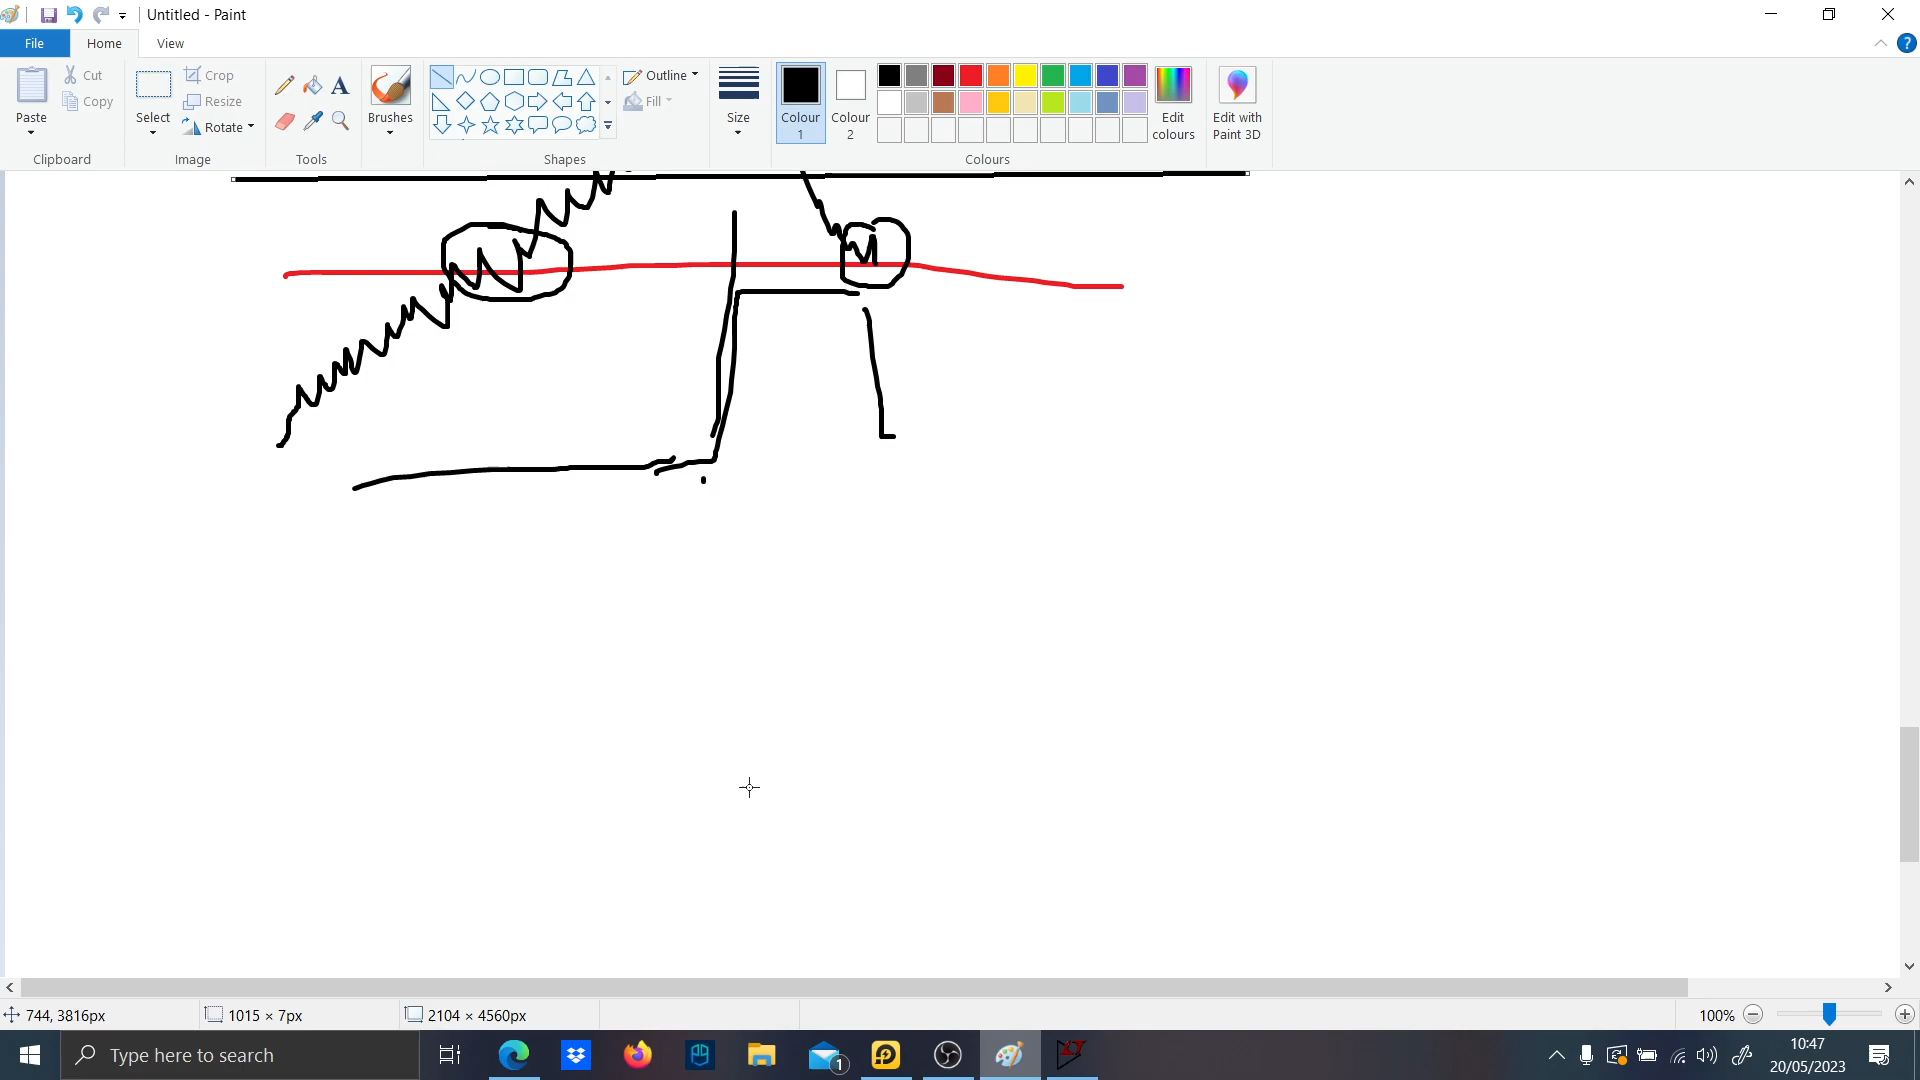 Untitled - Paint
File
Home
View
Paste
Cut
Copy
Clipboard
Select
Crop
Resize
Rotate
Image
A
Tools
Brushes
Outline
Fill
Shapes
Size
Colour
1
Colour
2
Edit
colours
Colours
Edit with
Paint 3D
?
744, 3816px
1015 × 7px
2104 × 4560px
100%
Type here to search
1
10:47
20/05/2023